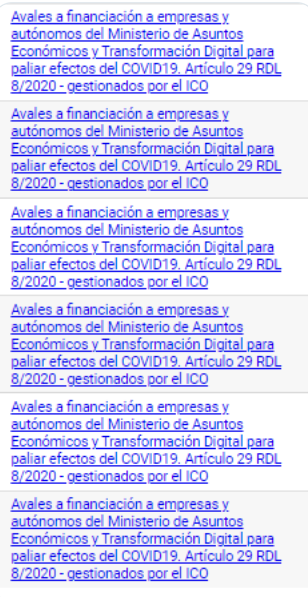 Avales a financiación a empresas y
autónomos del Ministerio de Asuntos
Económicos y Transformación Digital para
paliar efectos del COVID19. Artículo 29 RDL
8/2020 - gestionados por el ICO
Avales a financiación a empresas y
autónomos del Ministerio de Asuntos
Económicos y Transformación Digital para
paliar efectos del COVID19. Artículo 29 RDL
8/2020 - gestionados por el ICO
Avales a financiación a empresas y
autónomos del Ministerio de Asuntos
Económicos y Transformación Digital para
paliar efectos del COVID19. Artículo 29 RDL
8/2020 - gestionados por el ICO
Avales a financiación a empresas y
autónomos del Ministerio de Asuntos
Económicos y Transformación Digital para
paliar efectos del COVID19. Artículo 29 RDL
8/2020 - gestionados por el ICO
Avales a financiación a empresas y
autónomos del Ministerio de Asuntos
Económicos y Transformación Digital para
paliar efectos del COVID19. Artículo 29 RDL
8/2020 - gestionados por el ICO
Avales a financiación a empresas y
autónomos del Ministerio de Asuntos
Económicos y Transformación Digital para
paliar efectos del COVID19. Artículo 29 RDL
8/2020 - gestionados por el ICO